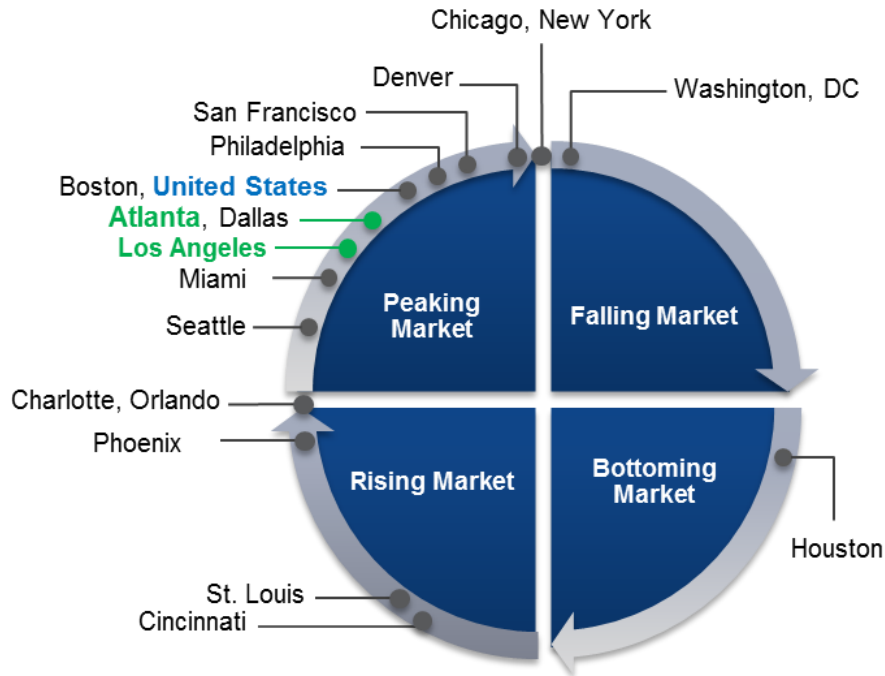 Chicago, New York
Denver
Washington, DC
San Francisco
Philadelphia
Boston, United States
Atlanta, Dallas
Los Angeles
Miami
Peaking
Market
Falling Market
Seattle
Charlotte, Orlando
Phoenix
Rising Market
Bottoming
Market
Houston
St. Louis
Cincinnati